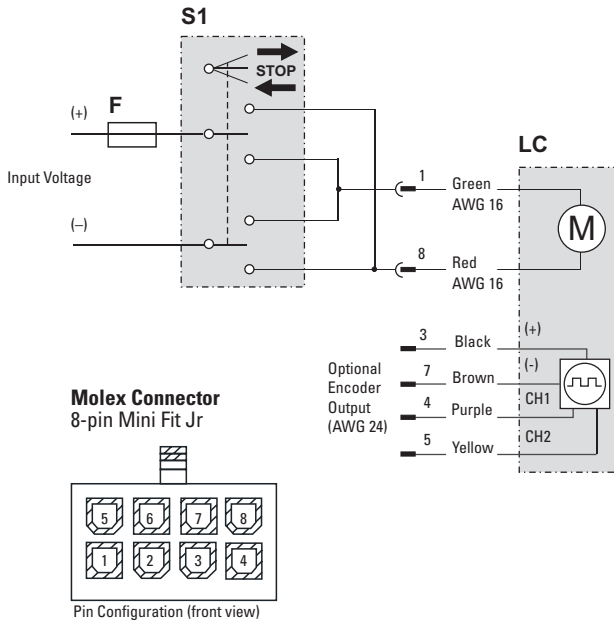 S1
STOP
(+)
F
Input Voltage
(–)
LC
1
Green
AWG 16
M
8
Red
AWG 16
3
Black
(+)
7
Brown
(-)
4
Purple
CH1
5
Yellow
CH2
Optional
Encoder
Output
(AWG 24)
Molex Connector
8-pin Mini Fit Jr
5 6 7 8
1 2 3 4
Pin Configuration (front view)